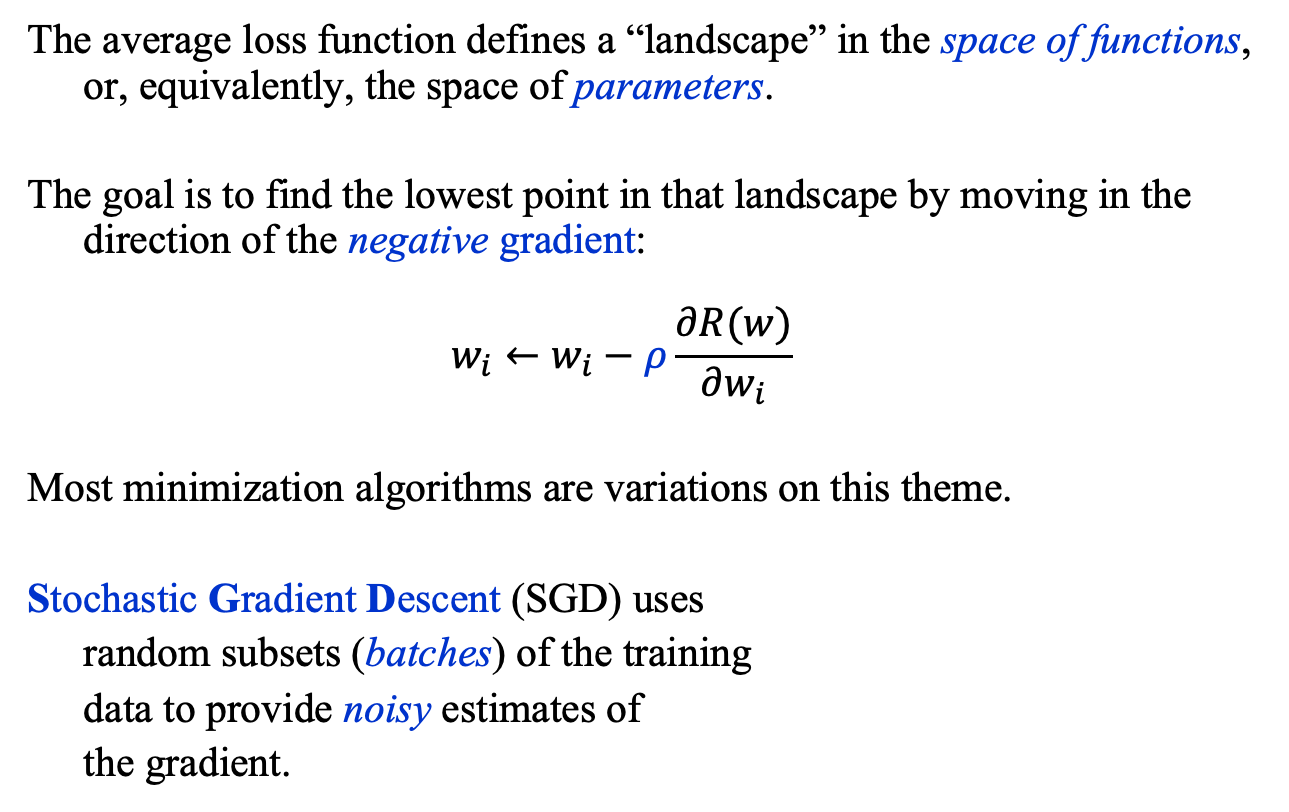 The average loss function defines a “landscape” in the space of functions,
or, equivalently, the space of parameters.
The goal is to find the lowest point in that landscape by moving in the
direction of the negative gradient:
wᵢ ← wᵢ − ρ ∂R(w)/∂wᵢ
Most minimization algorithms are variations on this theme.
Stochastic Gradient Descent (SGD) uses
random subsets (batches) of the training
data to provide noisy estimates of
the gradient.